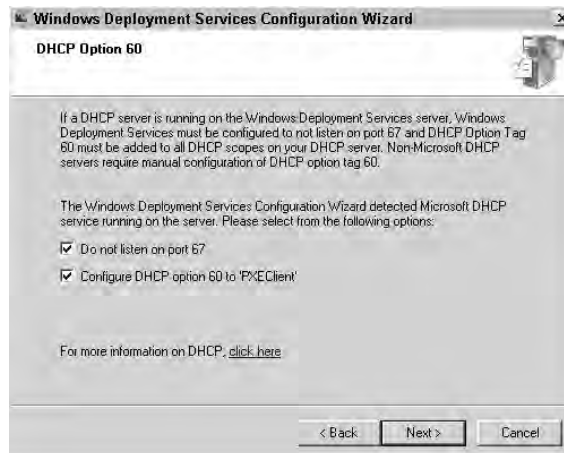 Windows Deployment Services Configuration Wizard
DHCP Option 60
If a DHCP server is running on the Windows Deployment Services server, Windows
Deployment Services must be configured to not listen on port 67 and DHCP Option Tag
60 must be added to all DHCP scopes on your DHCP server. Non-Microsoft DHCP
servers require manual configuration of DHCP option tag 60.
The Windows Deployment Services Configuration Wizard detected Microsoft DHCP
service running on the server. Please select from the following options:
Do not listen on port 67
Configure DHCP option 60 to 'PXEClient'
For more information on DHCP, click here
< Back Next > Cancel